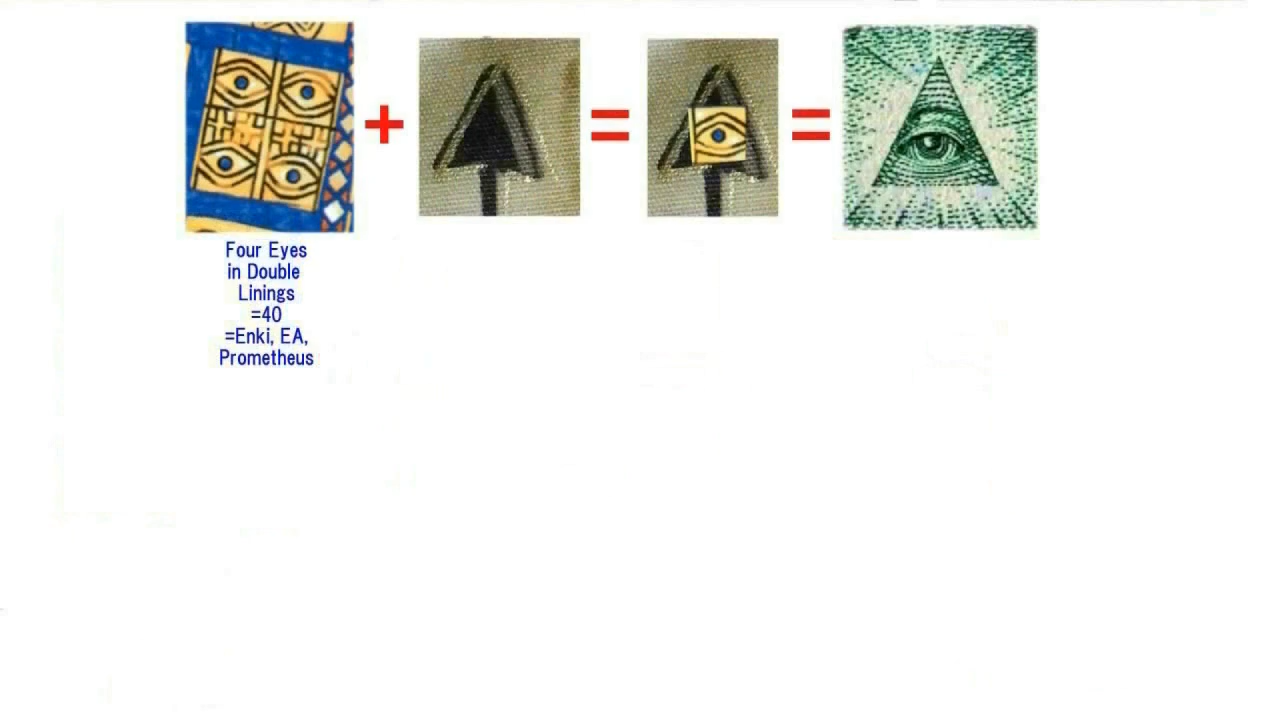 + = =
Four Eyes
in Double
Linings
=40
=Enki, EA,
Prometheus